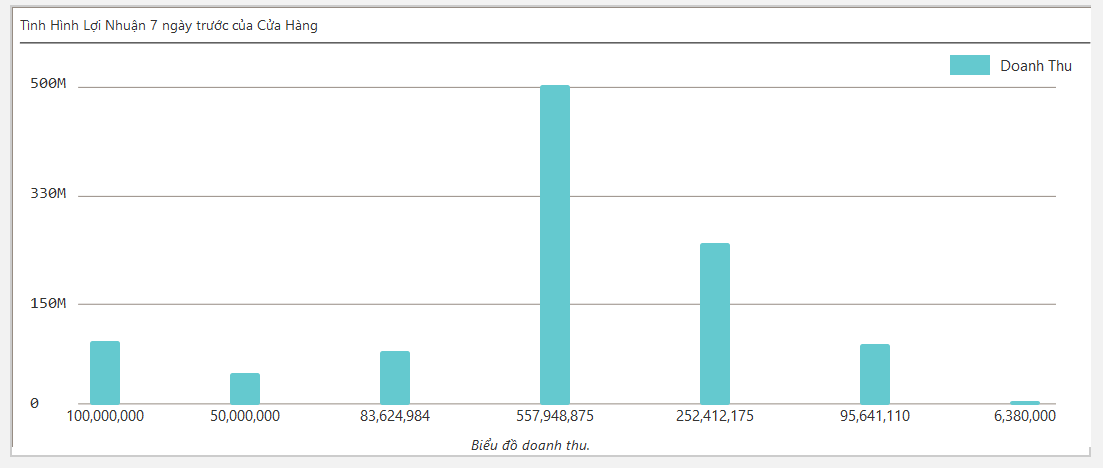 Tình Hình Lợi Nhuận 7 ngày trước của Cửa Hàng
Doanh Thu
500M
330M
150M
0
100,000,000 50,000,000 83,624,984 557,948,875 252,412,175 95,641,110 6,380,000
Biểu đồ doanh thu.